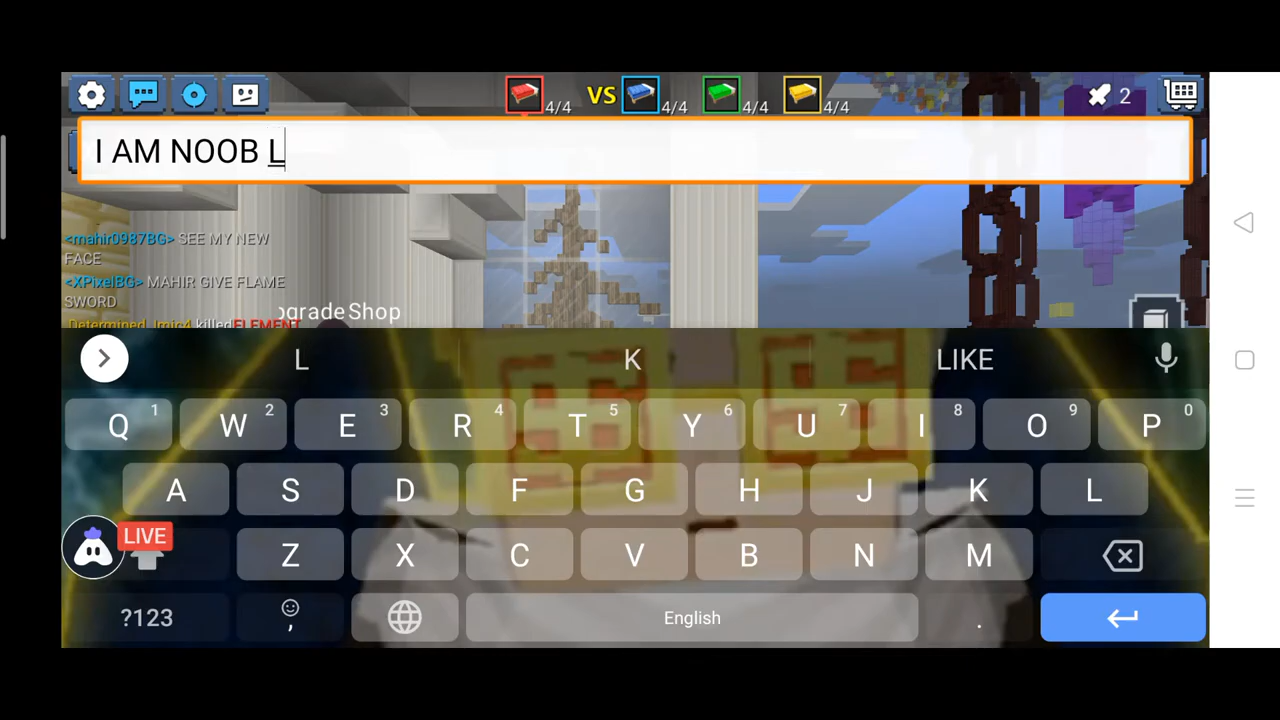 4/4 VS 4/4 4/4 4/4 2
I AM NOOB L
<mahir0987BG> SEE MY NEW
FACE
<XPixelBG> MAHIR GIVE FLAME
SWORD
killed ELEMENT
pgrade Shop
L K LIKE
Q 1 W 2 E 3 R 4 T 5 Y 6 U 7 I 8 O 9 P 0
A S D F G H J K L
LIVE
Z X C V B N M
?123 , English .